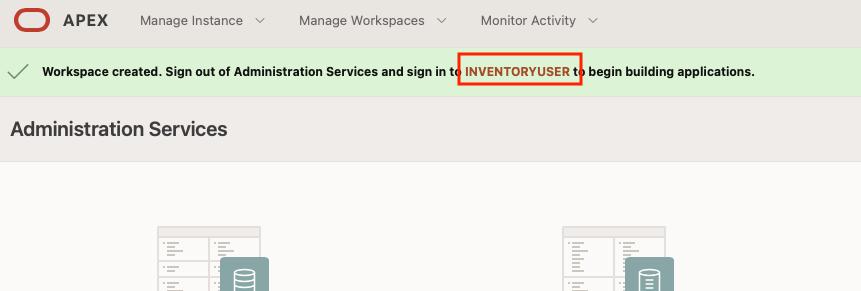 APEX Manage Instance Manage Workspaces Monitor Activity
Workspace created. Sign out of Administration Services and sign in to INVENTORYUSER to begin building applications.
Administration Services